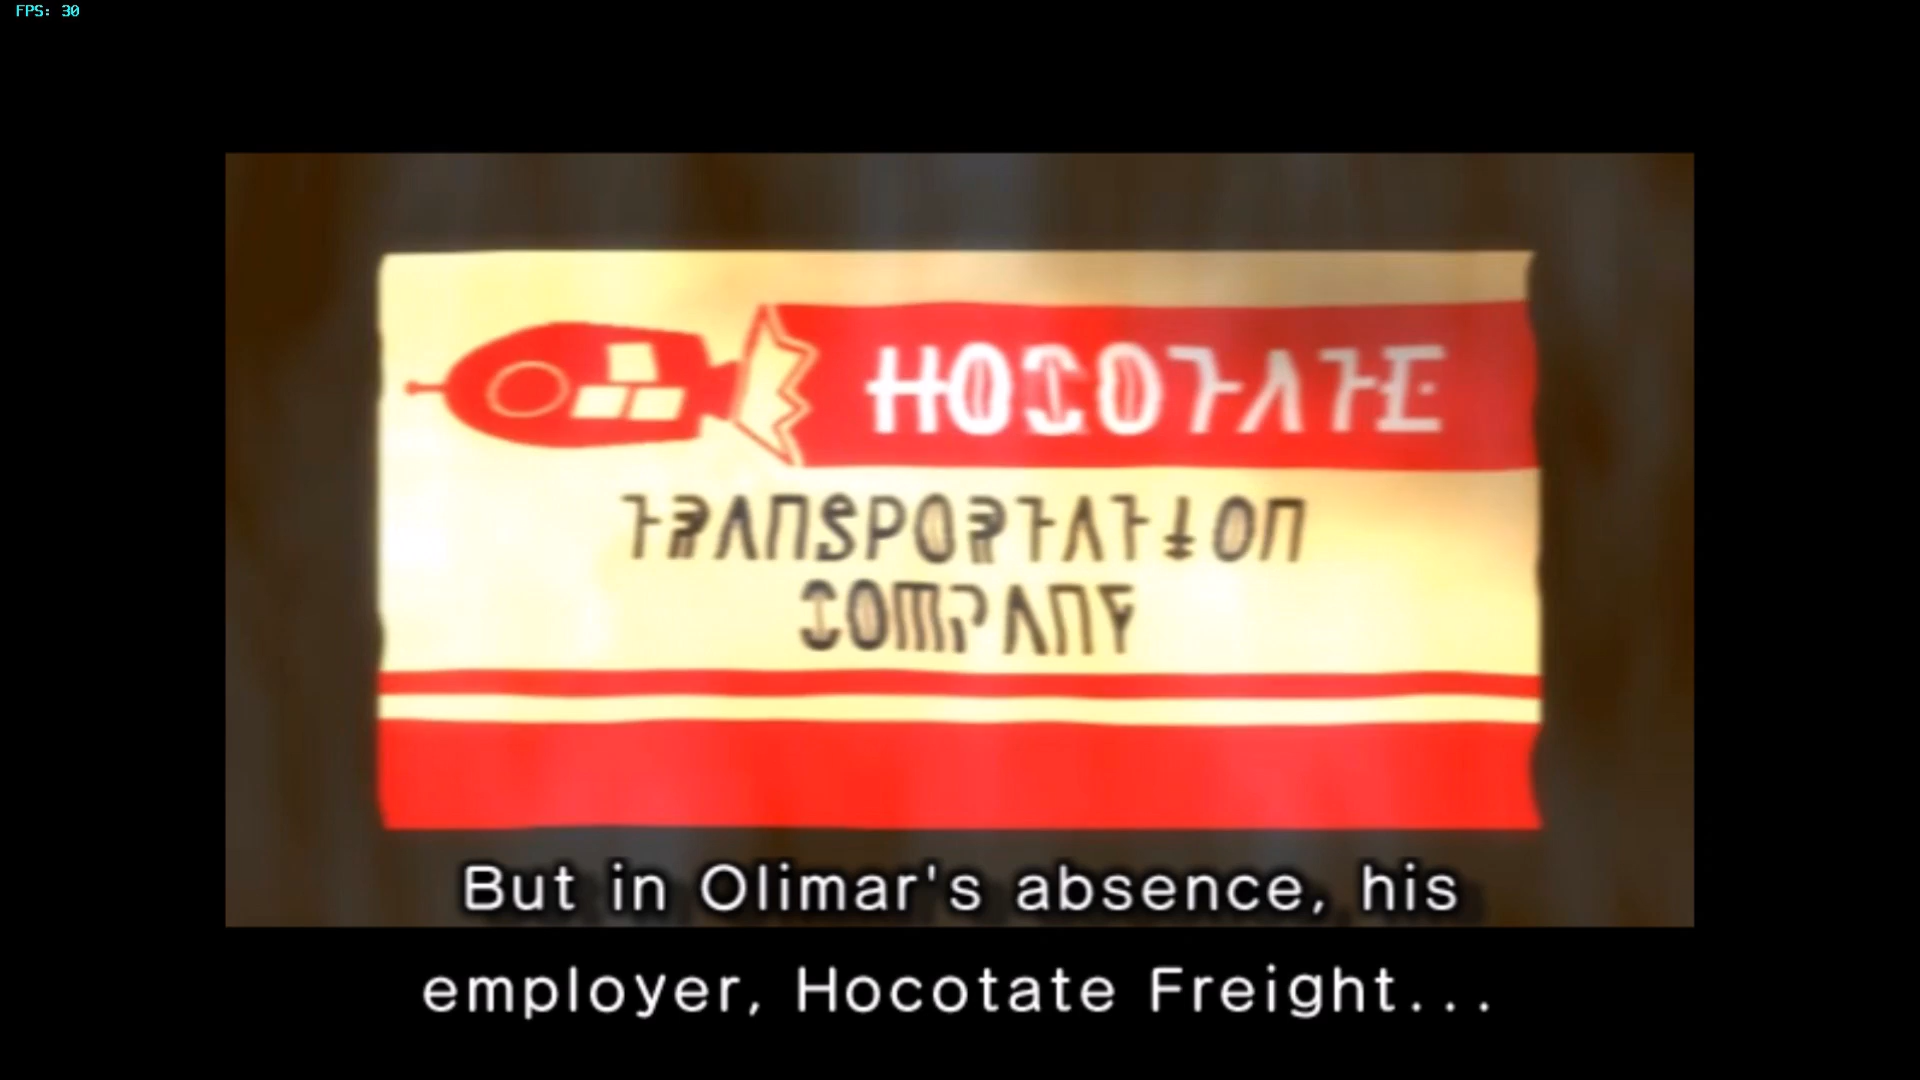 FPS: 30
HOCOTATE
TRANSPORTATION
COMPANY
But in Olimar's absence, his
employer, Hocotate Freight...